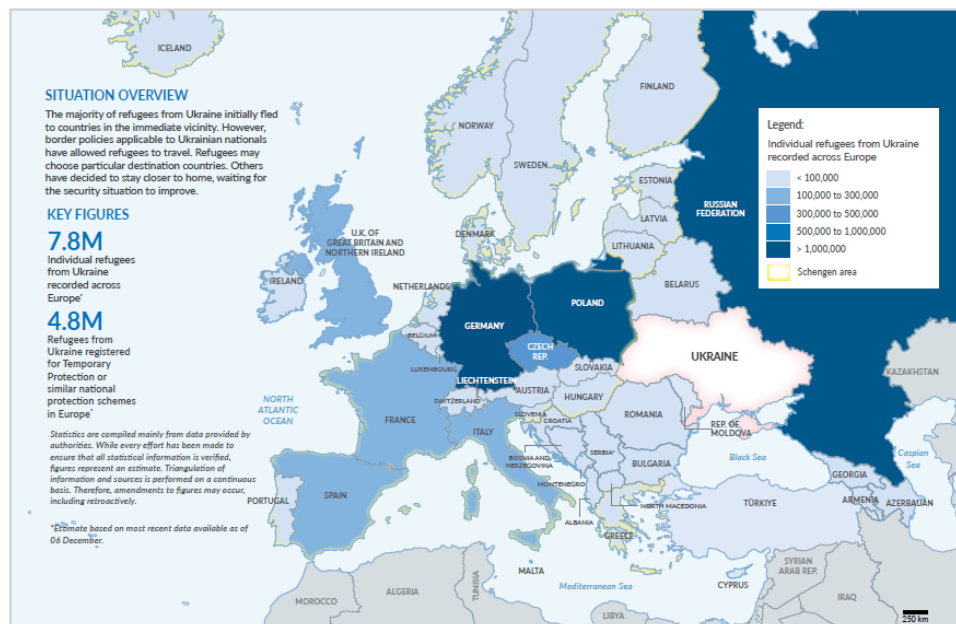 ICELAND
SITUATION OVERVIEW
The majority of refugees from Ukraine initially fled
to countries in the immediate vicinity. However,
border policies applicable to Ukrainian nationals
have allowed refugees to travel. Refugees may
choose particular destination countries. Others
have decided to stay closer to home, waiting for
the security situation to improve.
KEY FIGURES
7.8M
Individual refugees
from Ukraine
recorded across
Europe*
4.8M
Refugees from
Ukraine registered
for Temporary
Protection or
similar national
protection schemes
in Europe*
Statistics are compiled mainly from data provided by
authorities. While every effort has been made to
ensure that all statistical information is verified,
figures represent an estimate. Triangulation of
information and sources is performed on a continuous
basis. Therefore, amendments to figures may occur,
including retroactively.
*Estimate based on most recent data available as of
06 December.
Legend:
Individual refugees from Ukraine
recorded across Europe
< 100,000
100,000 to 300,000
300,000 to 500,000
500,000 to 1,000,000
> 1,000,000
Schengen area
FINLAND
NORWAY
SWEDEN
ESTONIA
RUSSIAN
FEDERATION
LATVIA
DENMARK
U.K. OF
GREAT BRITAIN AND
NORTHERN IRELAND
LITHUANIA
IRELAND
NETHERLANDS
BELARUS
POLAND
GERMANY
BELGIUM
CZECH
REP.
UKRAINE
LUXEMBOURG
SLOVAKIA
KAZAKHSTAN
LIECHTENSTEIN
AUSTRIA
SWITZERLAND
HUNGARY
NORTH
ATLANTIC
OCEAN
SLOVENIA
CROATIA
ROMANIA
FRANCE
REP. OF
MOLDOVA
ITALY
BOSNIA AND
HERZEGOVINA
SERBIA*
Black Sea
Caspian
Sea
BULGARIA
MONTENEGRO
GEORGIA
PORTUGAL
SPAIN
NORTH MACEDONIA
TÜRKIYE
ARMENIA
AZERBAIJAN
ALBANIA
GREECE
MALTA
Mediterranean Sea
CYPRUS
SYRIAN
ARAB REP.
TUNISIA
ALGERIA
MOROCCO
IRAQ
LIBYA
250 km